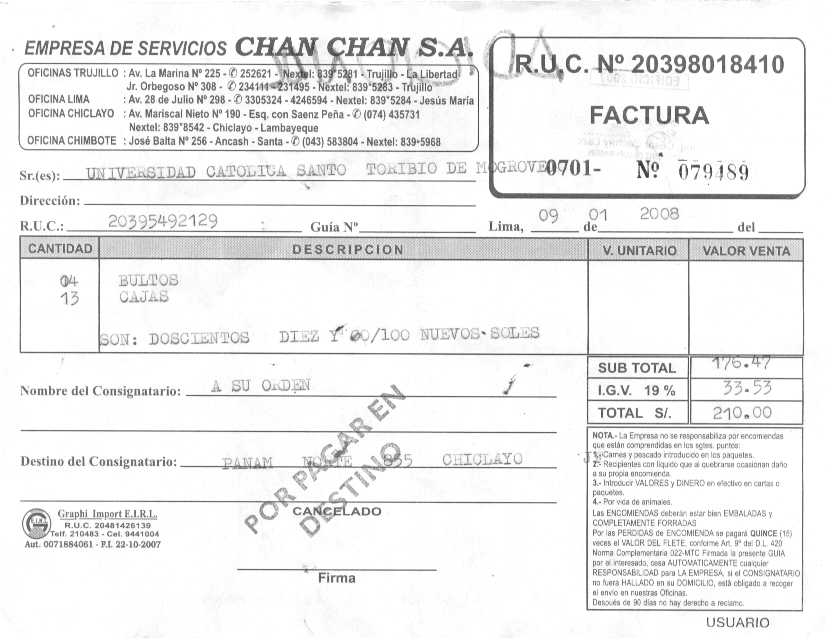 EMPRESA DE SERVICIOS CHAN CHAN S.A.
OFICINAS TRUJILLO : Av. La Marina N° 225 - ✆ 252621 - Nextel: 839*5281 - Trujillo - La Libertad
Jr. Orbegoso N° 308 - ✆ 234111 - 231495 - Nextel: 839*5283 - Trujillo
OFICINA LIMA : Av. 28 de Julio N° 298 - ✆ 3305324 - 4246594 - Nextel: 839*5284 - Jesús María
OFICINA CHICLAYO : Av. Mariscal Nieto N° 190 - Esq. con Saenz Peña - ✆ (074) 435731
Nextel: 839*8542 - Chiclayo - Lambayeque
OFICINA CHIMBOTE : José Balta N° 256 - Ancash - Santa - ✆ (043) 583804 - Nextel: 839*5968
R.U.C. Nº 20398018410
FACTURA
0701- Nº 079489
Sr.(es): UNIVERSIDAD CATOLICA SANTO TORIBIO DE MOGROVEJO
Dirección:
R.U.C.: 20395492129 Guía Nº Lima, 09 de 01 2008 del
CANTIDAD DESCRIPCION V. UNITARIO VALOR VENTA
04 BULTOS
13 CAJAS
SON: DOSCIENTOS DIEZ Y 00/100 NUEVOS SOLES
SUB TOTAL 176.47
I.G.V. 19 % 33.53
TOTAL S/. 210.00
Nombre del Consignatario: A SU ORDEN
Destino del Consignatario: PANAM NORTE 855 CHICLAYO
POR PAGAR EN
DESTINO
CANCELADO
Firma
Graphi Import E.I.R.L.
R.U.C. 20481426139
Telf. 210483 - Cel. 9441004
Aut. 0071884061 - F.I. 22-10-2007
NOTA.- La Empresa no se responsabiliza por encomiendas
que están comprendidas en los sgtes. puntos:
1.- Carnes y pescado introducido en los paquetes.
2.- Recipientes con líquido que al quebrarse ocasionan daño
a su propia encomienda.
3.- Introducir VALORES y DINERO en efectivo en cartas o
paquetes.
4.- Por vida de animales.
Las ENCOMIENDAS deberán estar bien EMBALADAS y
COMPLETAMENTE FORRADAS
Por las PERDIDAS de ENCOMIENDA se pagará QUINCE (15)
veces el VALOR DEL FLETE, conforme Art. 9° del D.L. 420
Norma Complementaria 022-MTC Firmada la presente GUIA
por el interesado, cesa AUTOMATICAMENTE cualquier
RESPONSABILIDAD para LA EMPRESA, si el CONSIGNATARIO
no fuera HALLADO en su DOMICILIO, está obligado a recoger
el envío en nuestras Oficinas.
Después de 90 días no hay derecho a reclamo.
USUARIO